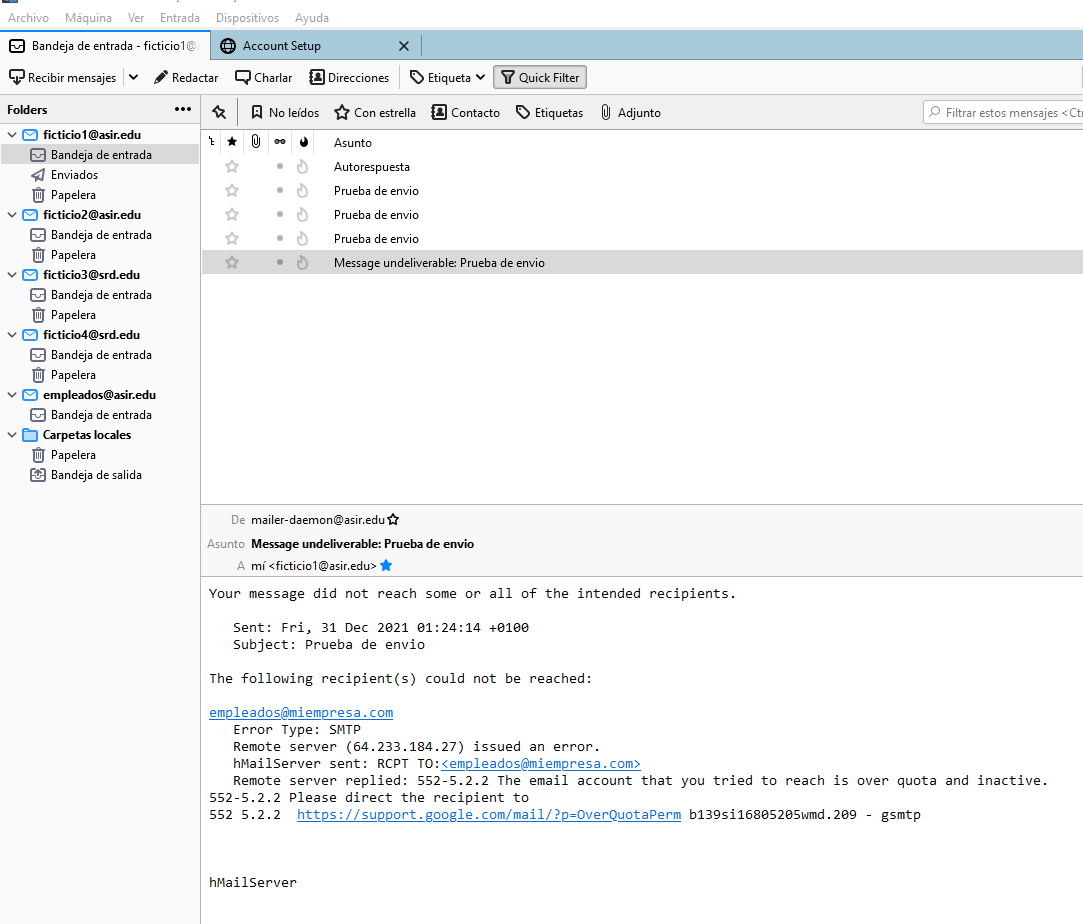 Archivo Máquina Ver Entrada Dispositivos Ayuda
Bandeja de entrada - ficticio1@
Account Setup
Recibir mensajes Redactar Charlar Direcciones Etiqueta Quick Filter
Folders
No leídos Con estrella Contacto Etiquetas Adjunto Filtrar estos mensajes <Ctr
ficticio1@asir.edu
Bandeja de entrada
Enviados
Papelera
ficticio2@asir.edu
Bandeja de entrada
Papelera
ficticio3@srd.edu
Bandeja de entrada
Papelera
ficticio4@srd.edu
Bandeja de entrada
Papelera
empleados@asir.edu
Bandeja de entrada
Carpetas locales
Papelera
Bandeja de salida
Asunto
Autorespuesta
Prueba de envio
Prueba de envio
Prueba de envio
Message undeliverable: Prueba de envio
De mailer-daemon@asir.edu
Asunto Message undeliverable: Prueba de envio
A mí <ficticio1@asir.edu>
Your message did not reach some or all of the intended recipients.
Sent: Fri, 31 Dec 2021 01:24:14 +0100
Subject: Prueba de envio
The following recipient(s) could not be reached:
empleados@miempresa.com
Error Type: SMTP
Remote server (64.233.184.27) issued an error.
hMailServer sent: RCPT TO:<empleados@miempresa.com>
Remote server replied: 552-5.2.2 The email account that you tried to reach is over quota and inactive.
552-5.2.2 Please direct the recipient to
552 5.2.2 https://support.google.com/mail/?p=OverQuotaPerm b139si16805205wmd.209 - gsmtp
hMailServer